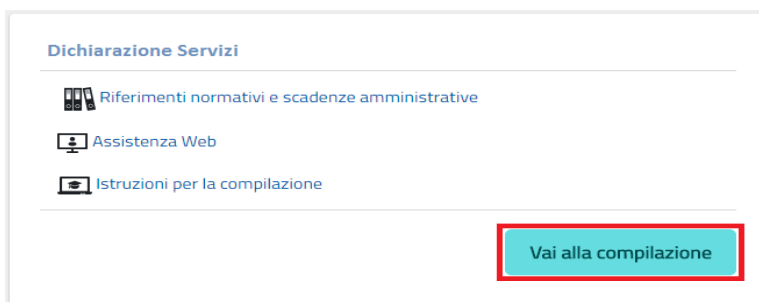 Dichiarazione Servizi
Riferimenti normativi e scadenze amministrative
Assistenza Web
Istruzioni per la compilazione
Vai alla compilazione